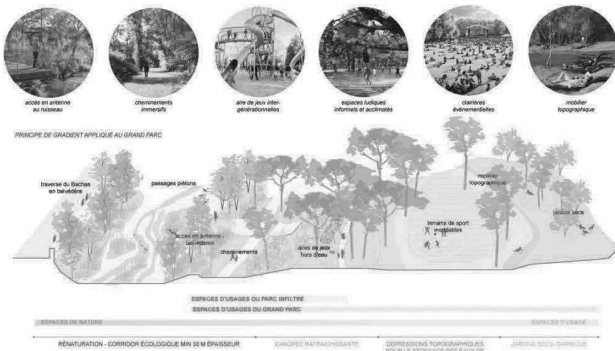 accès en antenne
au ruisseau
cheminements
immersifs
aire de jeux inter-
générationnelles
espaces ludiques
informels et acclimatés
clairières
évènementielles
mobilier
topographique
PRINCIPE DE GRADIENT APPLIQUÉ AU GRAND PARC
traverse du Bachas
en belvédère
passages piétons
mobilier
topographique
accès en antenne -
belvédères
cheminements
aires de jeux
hors d'eau
terrains de sport
inondables
ESPACES D'USAGES DU PARC INFILTRÉ
ESPACES D'USAGES DU GRAND PARC
ESPACES DE NATURE
ESPACES D'USAGE
RENATURATION - CORRIDOR ÉCOLOGIQUE MIN 30 M ÉPAISSEUR
CANOPÉE RAFRAICHISSANTE
DÉPRESSIONS TOPOGRAPHIQUES
JARDINS SECS-GARRIGUE